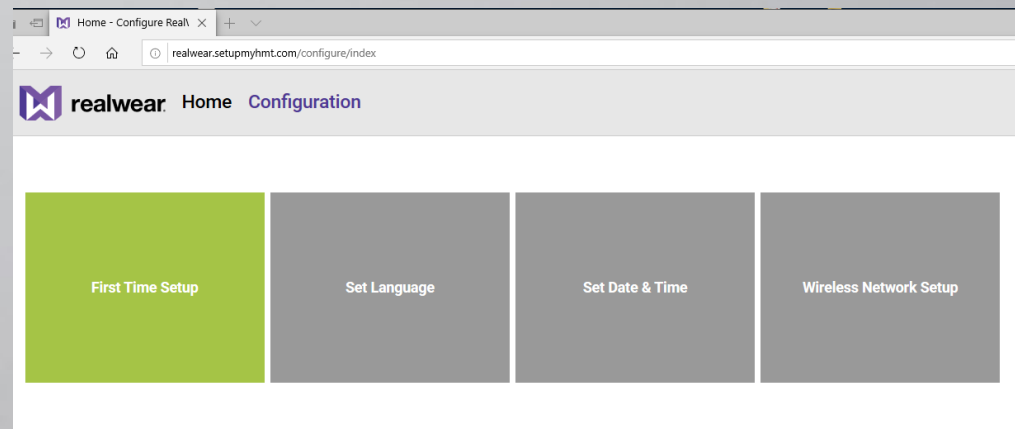 Home - Configure Real\
realwear.setupmyhmt.com/configure/index
realwear. Home Configuration
First Time Setup Set Language Set Date & Time Wireless Network Setup